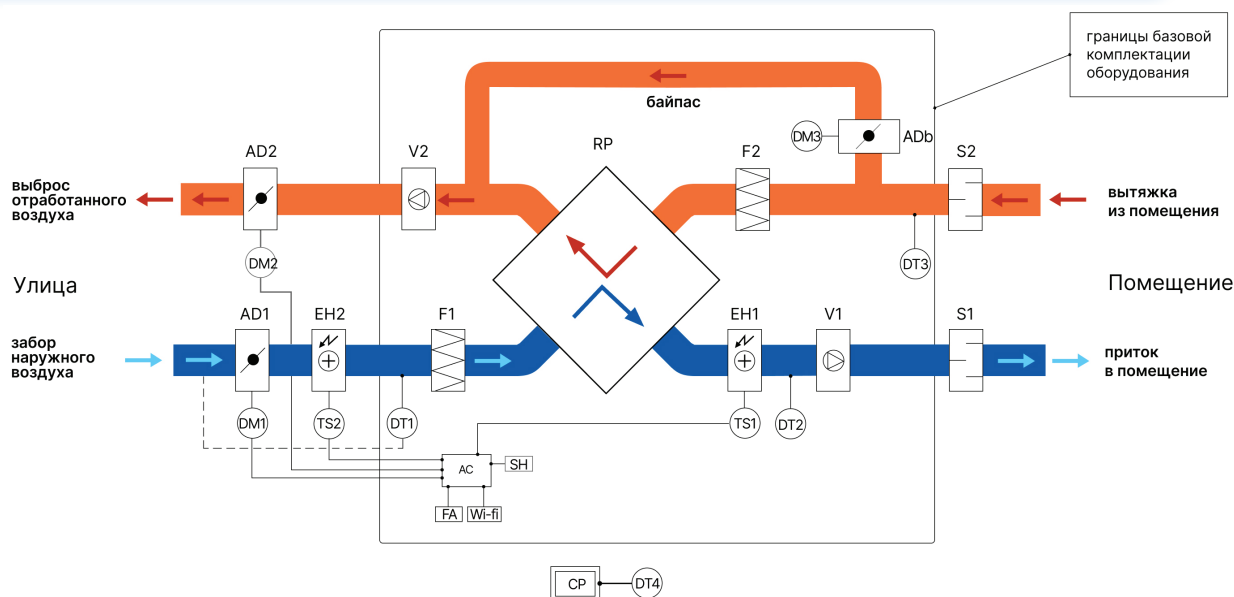 границы базовой
комплектации
оборудования
байпас
DM3
ADb
RP
AD2
V2
F2
S2
выброс
отработанного
воздуха
вытяжка
из помещения
DM2
DT3
Улица
Помещение
AD1
EH2
F1
EH1
V1
S1
забор
наружного
воздуха
приток
в помещение
DM1
TS2
DT1
TS1
DT2
AC
SH
FA
Wi-fi
CP
DT4